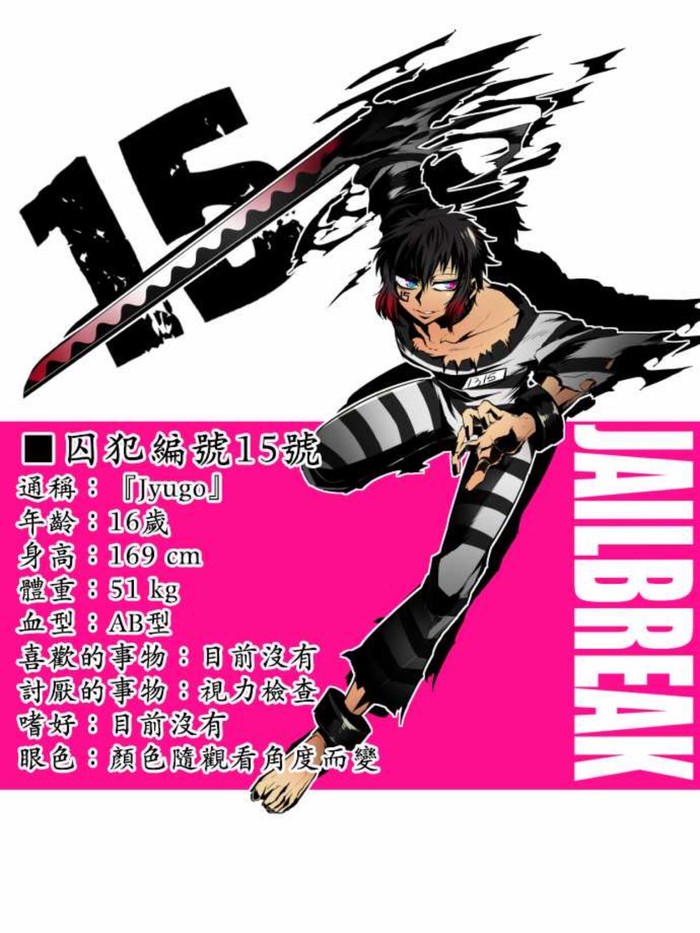 15
15
1315
■囚犯編號15號
通稱：『Jyugo』
年齡：16歲
身高：169 cm
體重：51 kg
血型：AB型
喜歡的事物：目前沒有
討厭的事物：視力檢查
嗜好：目前沒有
眼色：顏色隨觀看角度而變
JAILBREAK